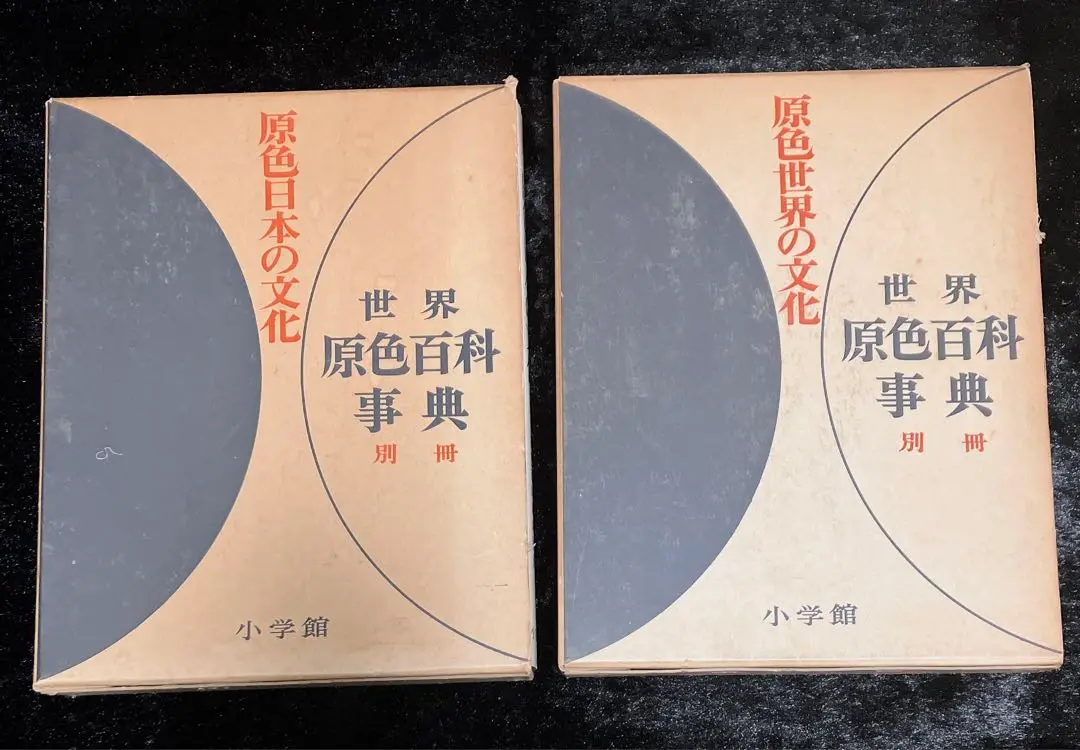 原色日本の文化
世界
原色百科
事典
別冊
小学館
原色世界の文化
世界
原色百科
事典
別冊
小学館